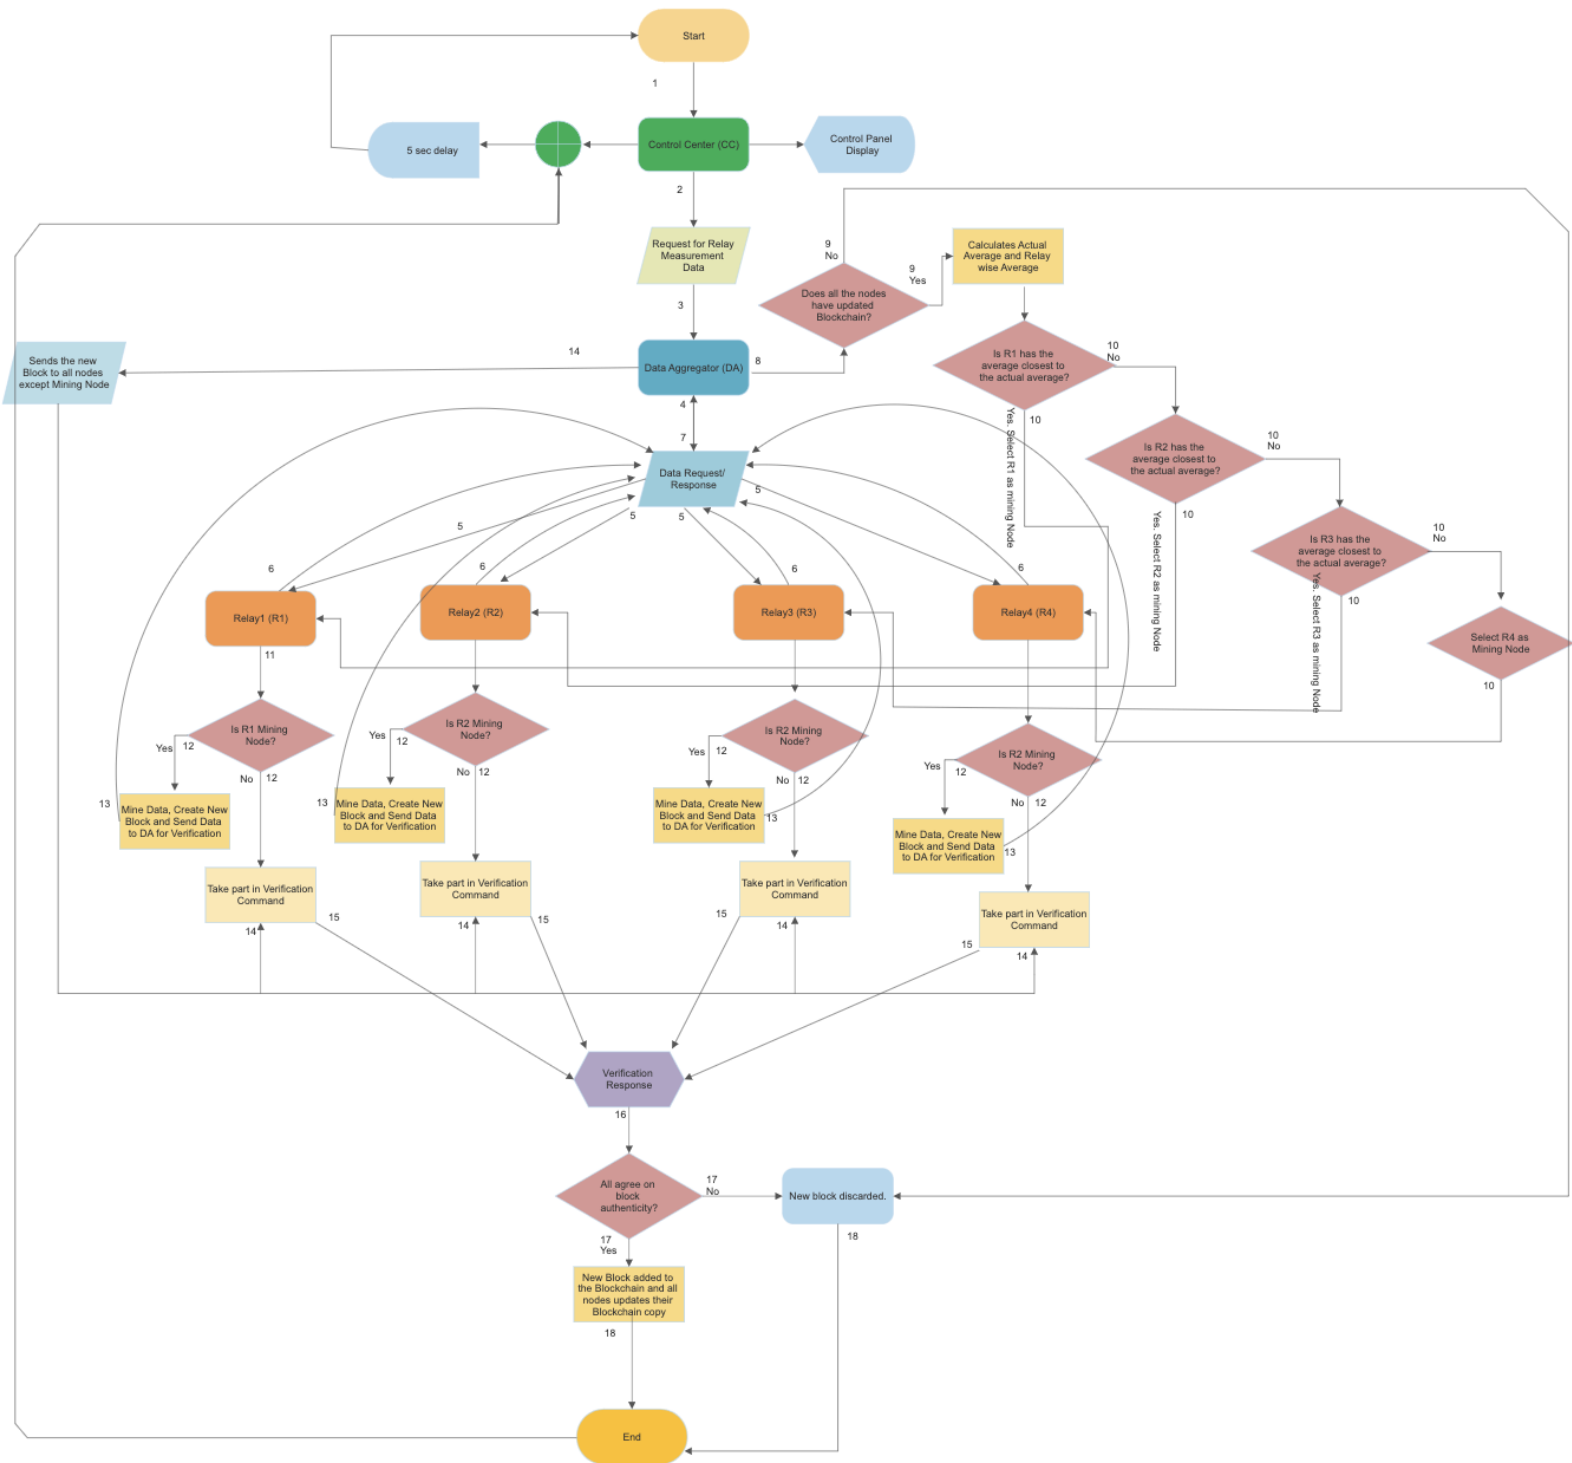 Start
1
Control Center (CC)
5 sec delay
Control Panel
Display
2
Request for Relay
Measurement
Data
3
9
No
9
Yes
Does all the nodes
have updated
Blockchain?
Calculates Actual
Average and Relay
wise Average
Sends the new
Block to all nodes
except Mining Node
14
Data Aggregator (DA)
8
4
7
Is R1 has the
average closest to
the actual average?
10
No
10
Yes. Select R1 as mining Node
Is R2 has the
average closest to
the actual average?
10
No
10
Yes. Select R2 as mining Node
Is R3 has the
average closest to
the actual average?
10
No
10
Yes. Select R3 as mining Node
Select R4 as
Mining Node
10
Data Request/
Response
5
5
5
5
6
6
6
6
Relay1 (R1)
Relay2 (R2)
Relay3 (R3)
Relay4 (R4)
11
Is R1 Mining
Node?
Yes
12
No
12
Is R2 Mining
Node?
Yes
12
No
12
Is R2 Mining
Node?
Yes
12
No
12
Is R2 Mining
Node?
Yes
12
No
12
13
Mine Data, Create New
Block and Send Data
to DA for Verification
13
Mine Data, Create New
Block and Send Data
to DA for Verification
Mine Data, Create New
Block and Send Data
to DA for Verification
13
Mine Data, Create New
Block and Send Data
to DA for Verification
13
Take part in Verification
Command
15
14
Take part in Verification
Command
15
14
Take part in Verification
Command
15
14
Take part in Verification
Command
15
14
Verification
Response
16
All agree on
block
authenticity?
17
No
New block discarded.
17
Yes
18
New Block added to
the Blockchain and all
nodes updates their
Blockchain copy
18
End